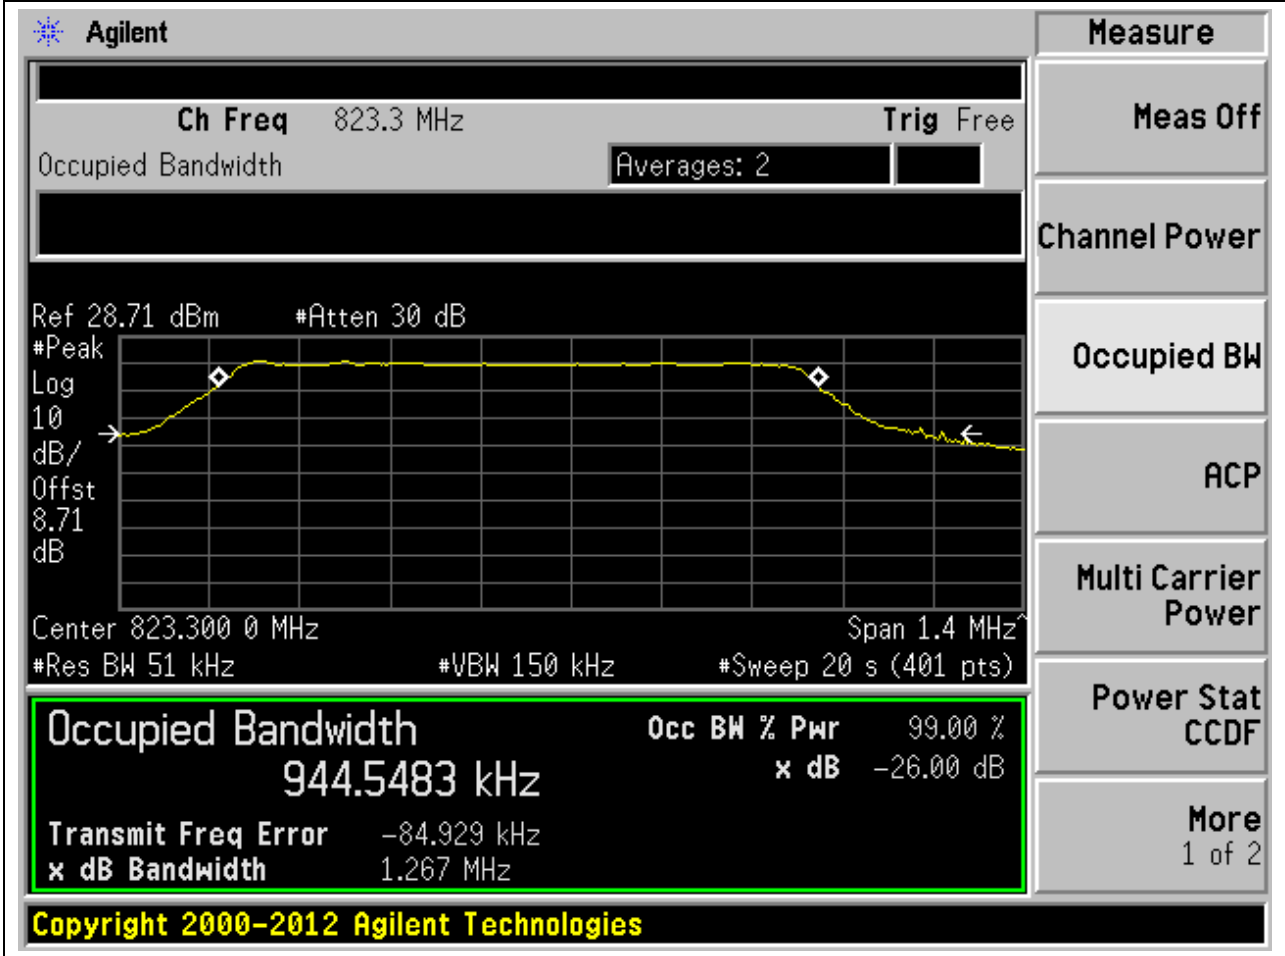 Agilent
Measure
Ch Freq 823.3 MHz Trig Free
Occupied Bandwidth Averages: 2
Meas Off
Channel Power
Occupied BW
ACP
Multi Carrier
Power
Power Stat
CCDF
More
1 of 2
Ref 28.71 dBm #Atten 30 dB
#Peak
Log
10
dB/
Offst
8.71
dB
Center 823.300 0 MHz Span 1.4 MHz^
#Res BW 51 kHz #VBW 150 kHz #Sweep 20 s (401 pts)
Occupied Bandwidth Occ BW % Pwr 99.00 %
944.5483 kHz x dB -26.00 dB
Transmit Freq Error -84.929 kHz
x dB Bandwidth 1.267 MHz
Copyright 2000-2012 Agilent Technologies